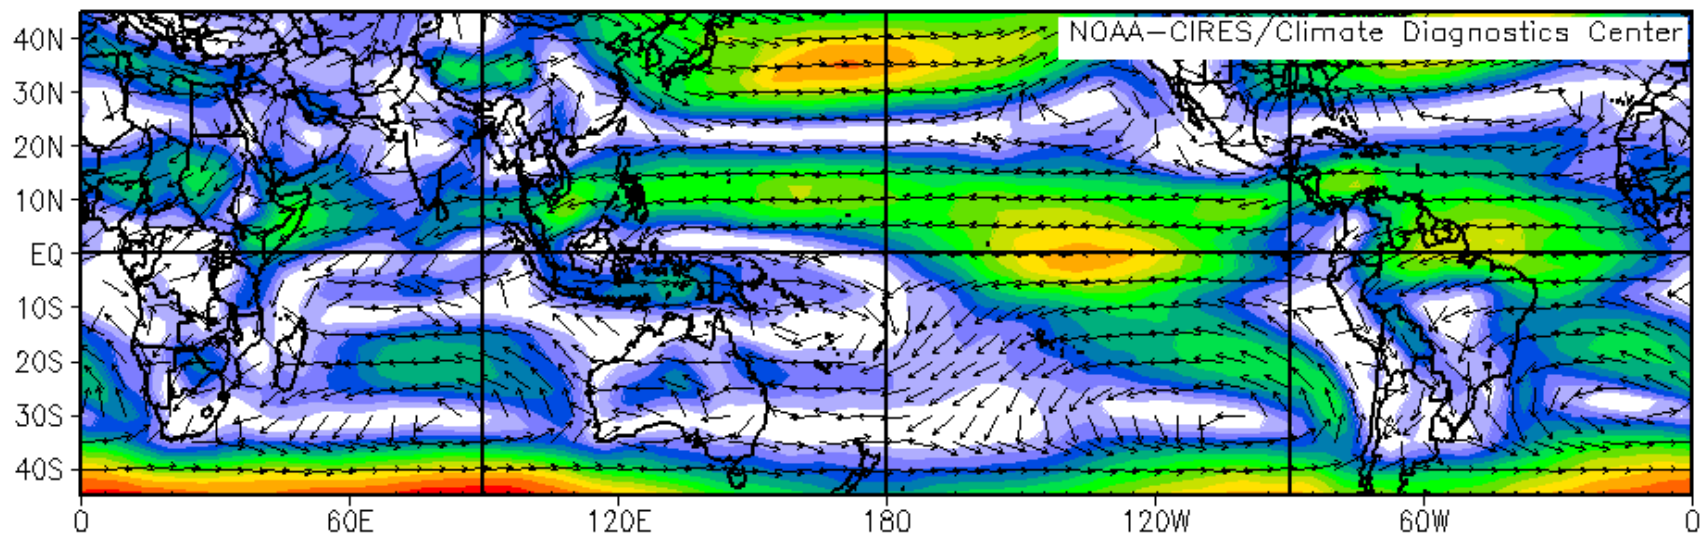 NOAA-CIRES/Climate Diagnostics Center
40N
30N
20N
10N
EQ
10S
20S
30S
40S
0 60E 120E 180 120W 60W 0